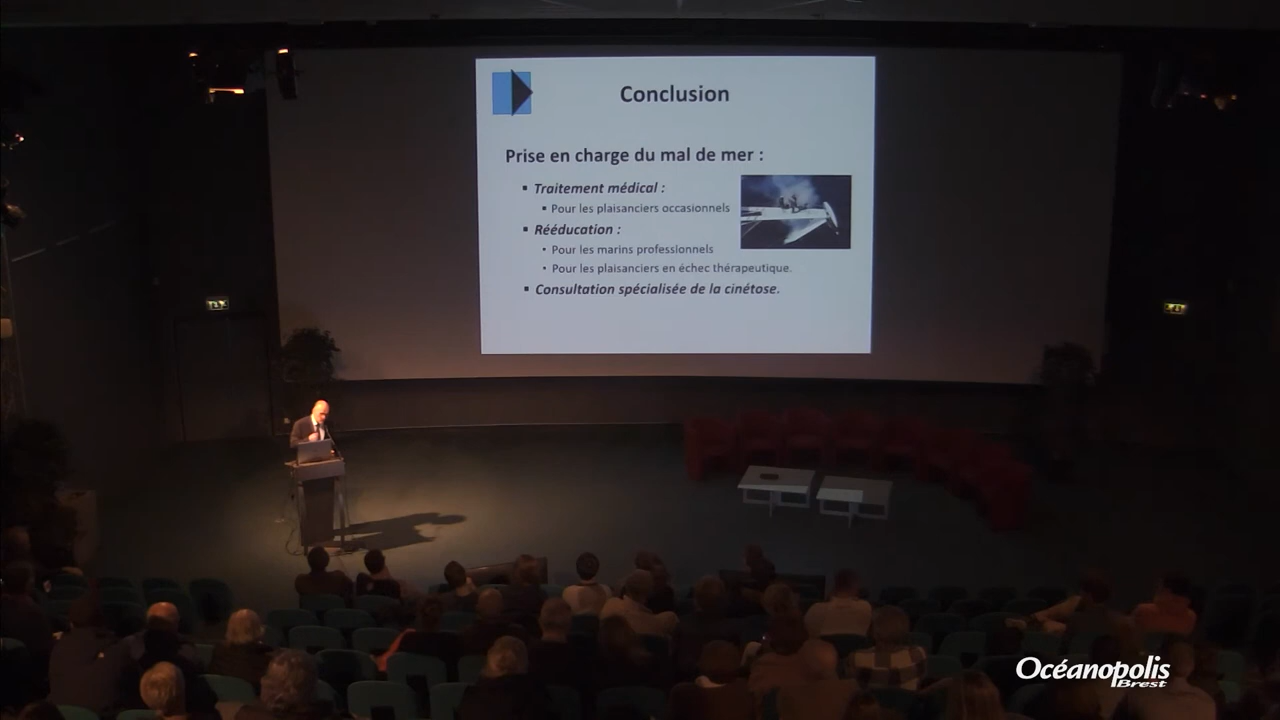 Conclusion
Prise en charge du mal de mer :
▪ Traitement médical :
▪ Pour les plaisanciers occasionnels
▪ Rééducation :
▪ Pour les marins professionnels
▪ Pour les plaisanciers en échec thérapeutique.
▪ Consultation spécialisée de la cinétose.
Océanopolis
Brest